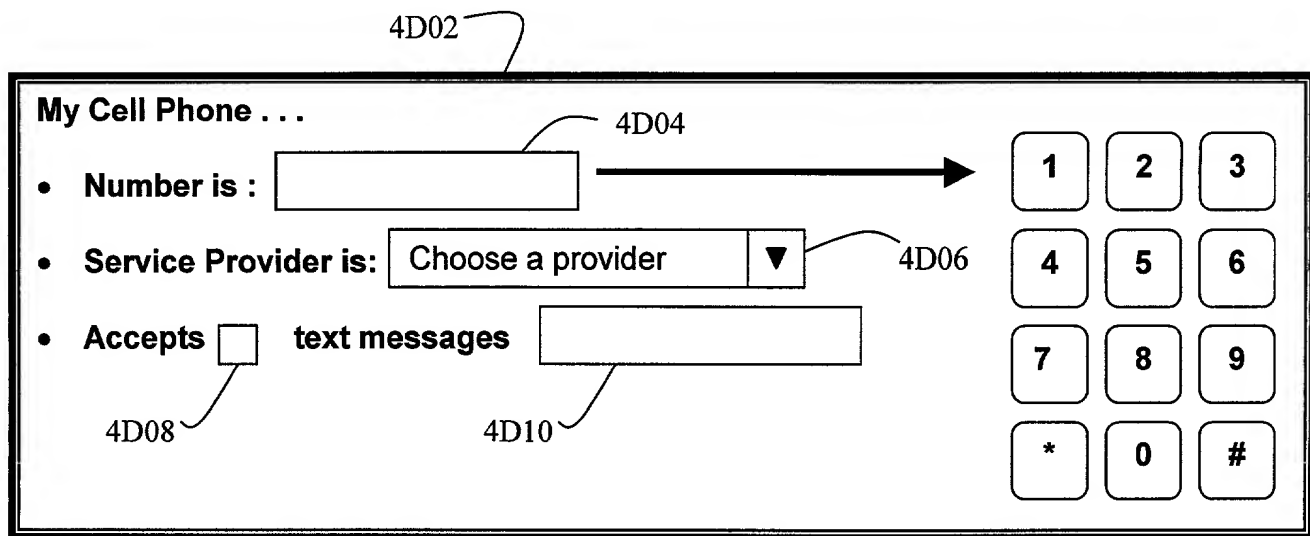 4D02
My Cell Phone . . .
4D04
• Number is :
1 2 3
• Service Provider is: Choose a provider ▼ 4D06
4 5 6
• Accepts text messages
7 8 9
4D08 4D10
* 0 #